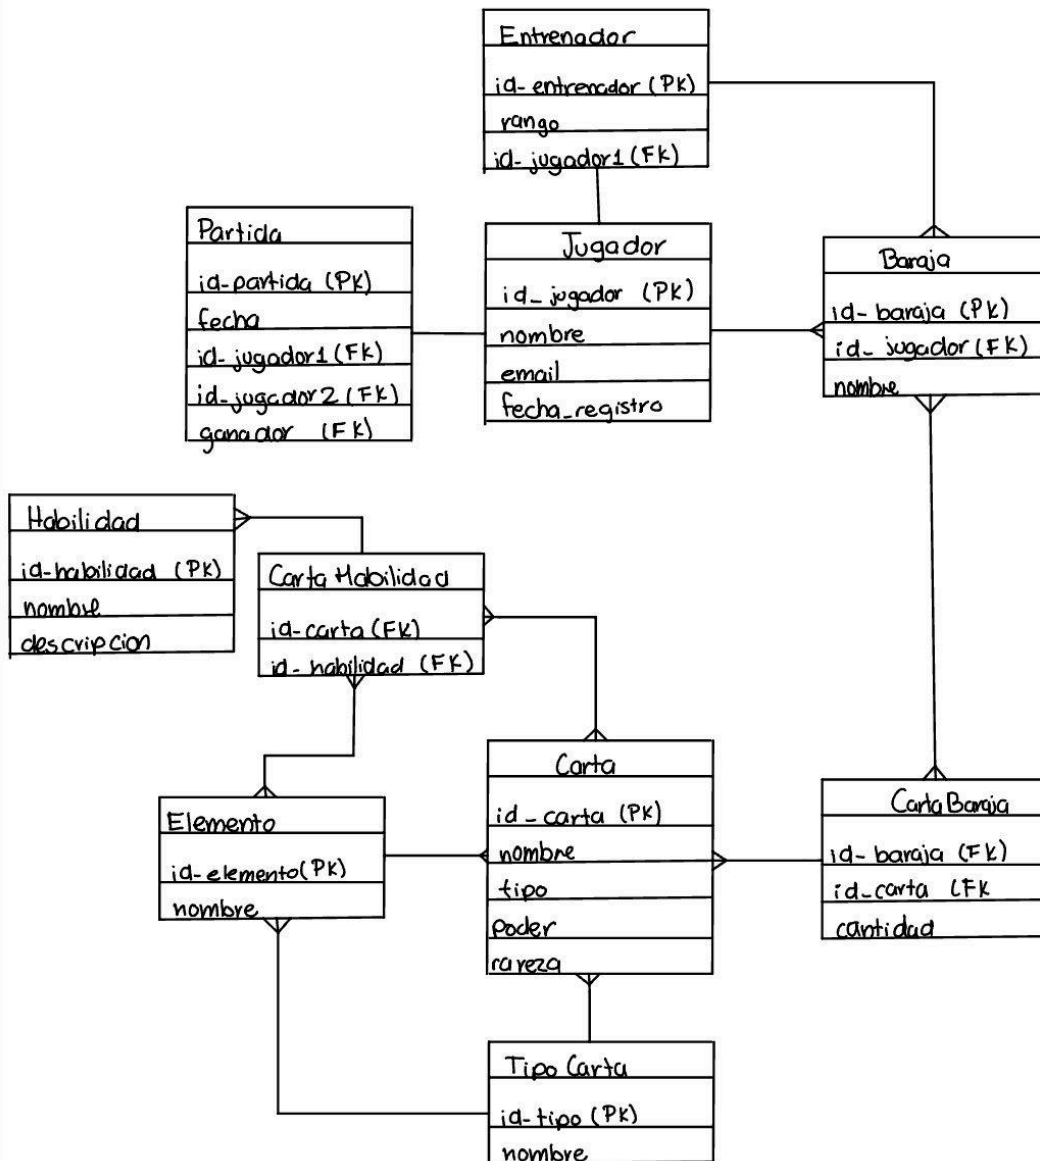 Entrenador
id-entrenador (PK)
rango
id-jugador1 (FK)
Partida
id-partida (PK)
fecha
id-jugador1 (FK)
id-jugador2 (FK)
ganador (FK)
Jugador
id_jugador (PK)
nombre
email
fecha_registro
Baraja
id-baraja (PK)
id_jugador (FK)
nombre
Habilidad
id-habilidad (PK)
nombre
descripcion
Carta Habilidad
id-carta (FK)
id-habilidad (FK)
Elemento
id-elemento (PK)
nombre
Carta
id_carta (PK)
nombre
tipo
poder
rareza
Carta Baraja
id-baraja (FK)
id_carta (FK
cantidad
Tipo Carta
id-tipo (PK)
nombre